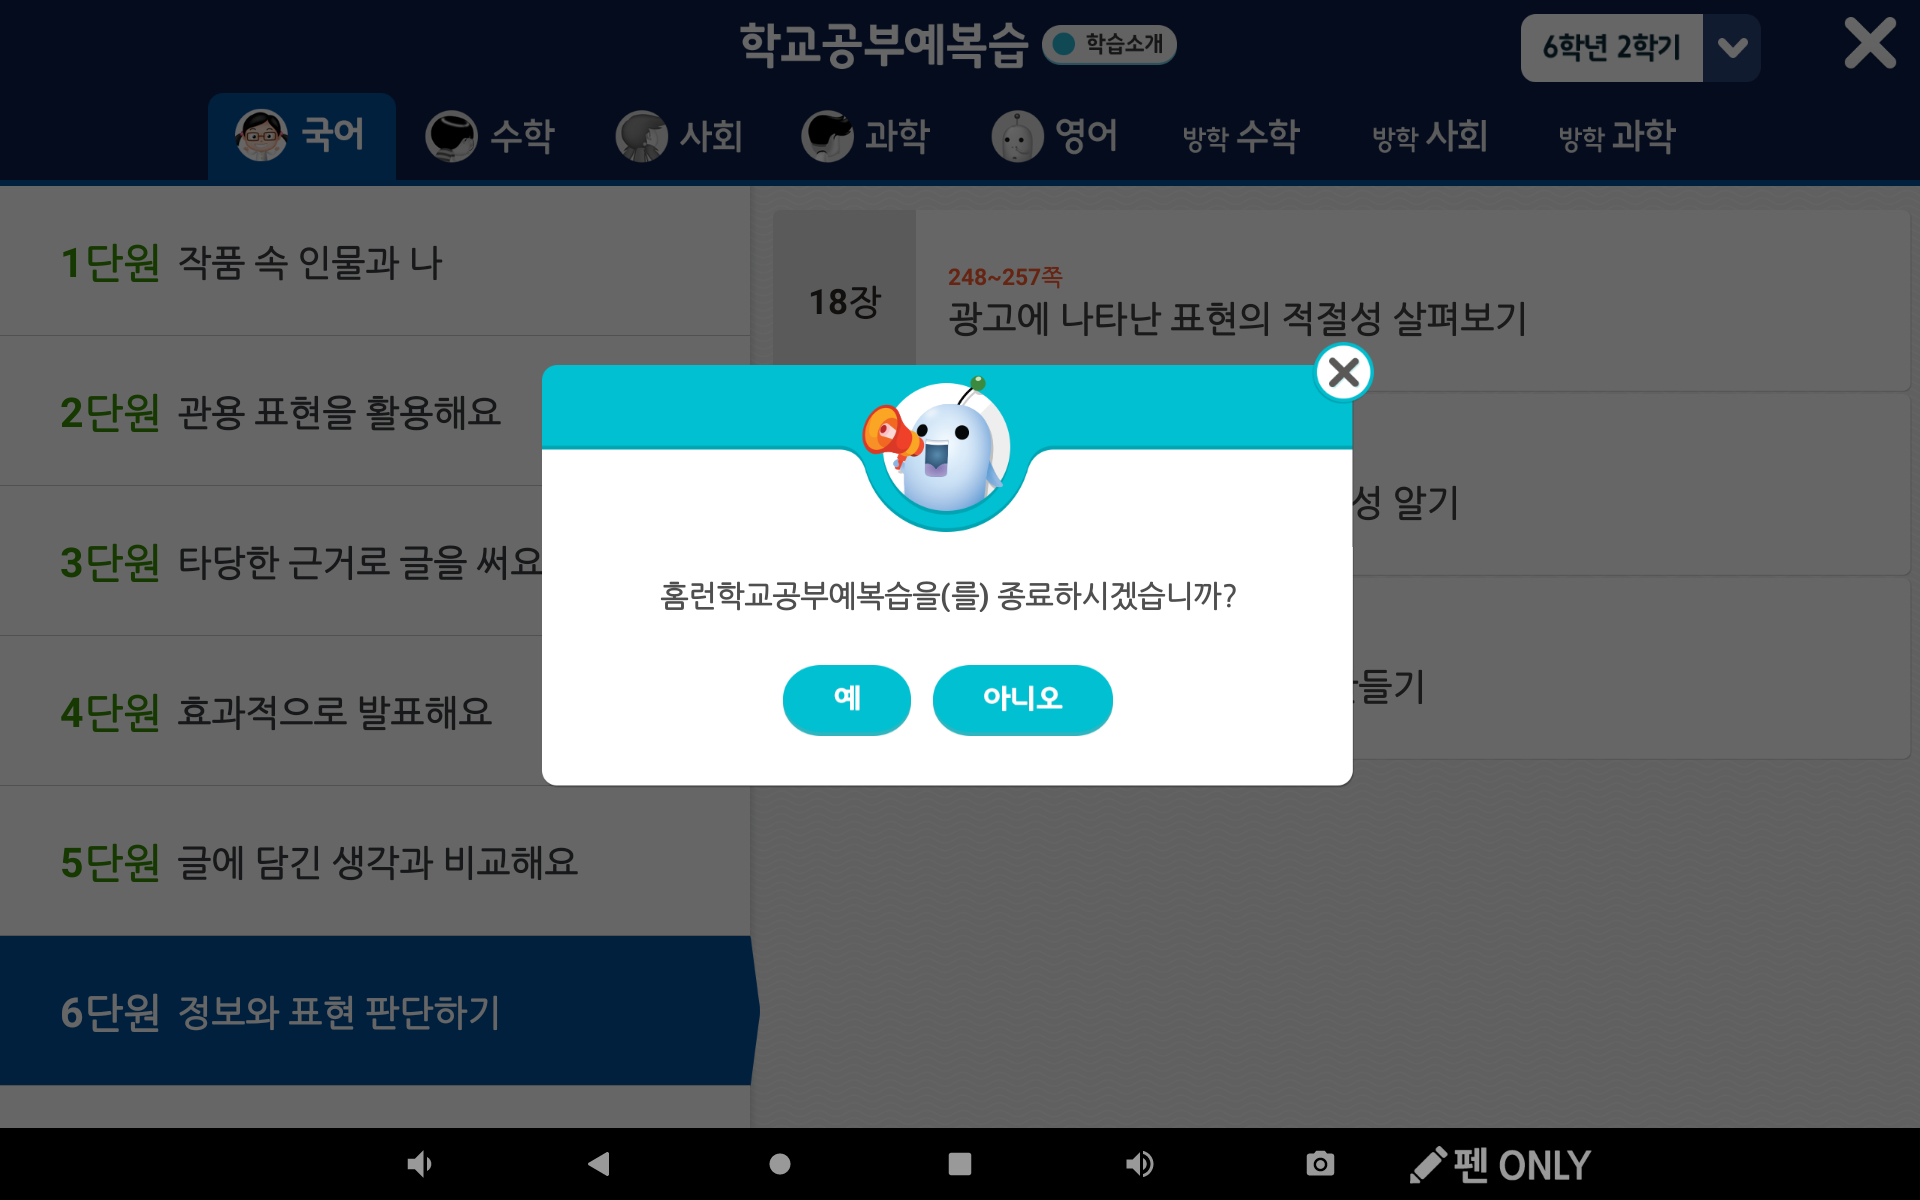 학교공부예복습
학습소개
6학년 2학기
국어
수학
사회
과학
영어
방학 수학
방학 사회
방학 과학
1단원 작품 속 인물과 나
2단원 관용 표현을 활용해요
3단원 타당한 근거로 글을 써요
4단원 효과적으로 발표해요
5단원 글에 담긴 생각과 비교해요
6단원 정보와 표현 판단하기
18장
248~257쪽
광고에 나타난 표현의 적절성 살펴보기
성 알기
홈런학교공부예복습을(를) 종료하시겠습니까?
예
아니오
펜 ONLY